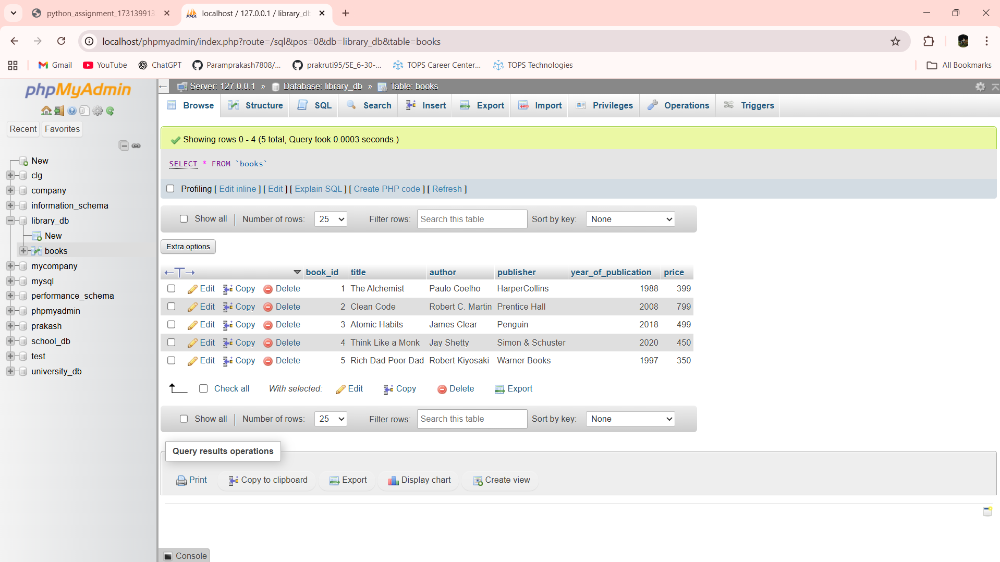 python_assignment_173139913
localhost / 127.0.0.1 / library_db
localhost/phpmyadmin/index.php?route=/sql&pos=0&db=library_db&table=books
Gmail YouTube ChatGPT Paramprakash7808/... prakruti95/SE_6-30-... TOPS Career Center... TOPS Technologies All Bookmarks
phpMyAdmin
Recent Favorites
New
clg
company
information_schema
library_db
New
books
mycompany
mysql
performance_schema
phpmyadmin
prakash
school_db
test
university_db
Server: 127.0.0.1 » Database: library_db » Table: books
Browse Structure SQL Search Insert Export Import Privileges Operations Triggers
Showing rows 0 - 4 (5 total, Query took 0.0003 seconds.)
SELECT * FROM `books`
Profiling [ Edit inline ] [ Edit ] [ Explain SQL ] [ Create PHP code ] [ Refresh ]
Show all Number of rows: 25 Filter rows: Search this table Sort by key: None
Extra options
←T→ book_id title author publisher year_of_publication price
Edit Copy Delete 1 The Alchemist Paulo Coelho HarperCollins 1988 399
Edit Copy Delete 2 Clean Code Robert C. Martin Prentice Hall 2008 799
Edit Copy Delete 3 Atomic Habits James Clear Penguin 2018 499
Edit Copy Delete 4 Think Like a Monk Jay Shetty Simon & Schuster 2020 450
Edit Copy Delete 5 Rich Dad Poor Dad Robert Kiyosaki Warner Books 1997 350
Check all With selected: Edit Copy Delete Export
Show all Number of rows: 25 Filter rows: Search this table Sort by key: None
Query results operations
Print Copy to clipboard Export Display chart Create view
Console